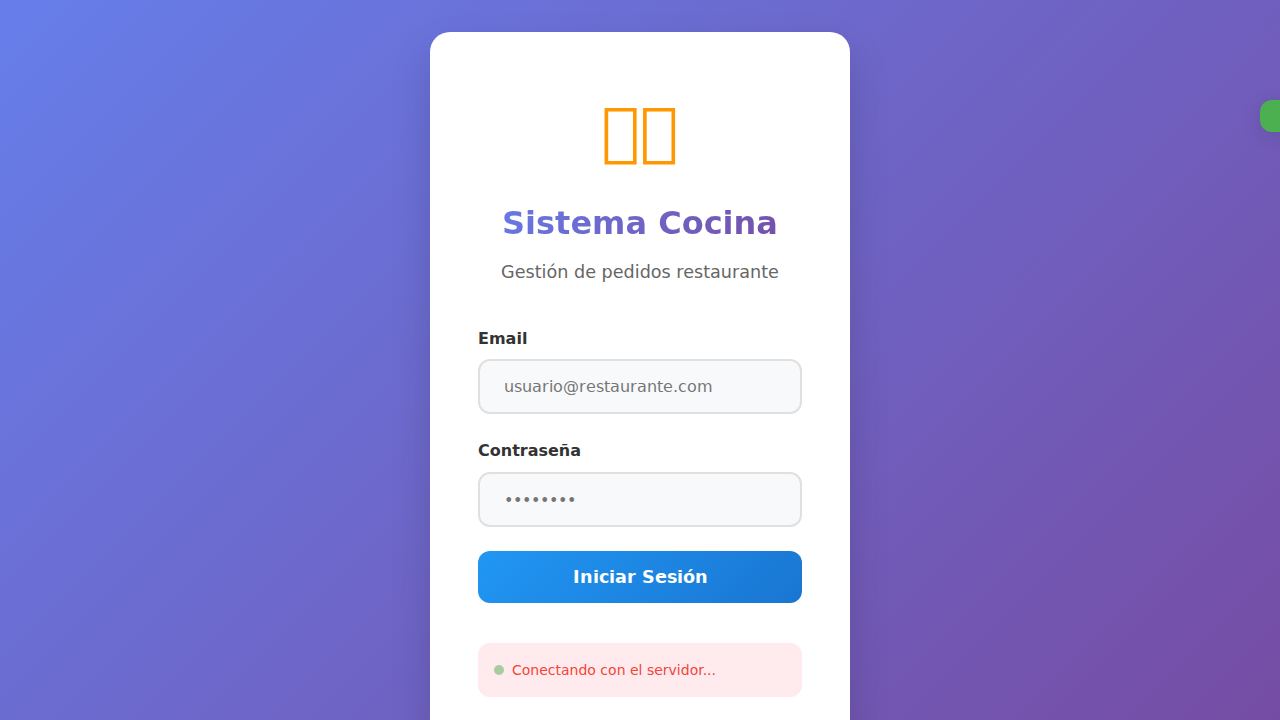 Sistema Cocina
Gestión de pedidos restaurante
Email
usuario@restaurante.com
Contraseña
••••••••
Iniciar Sesión
Conectando con el servidor...